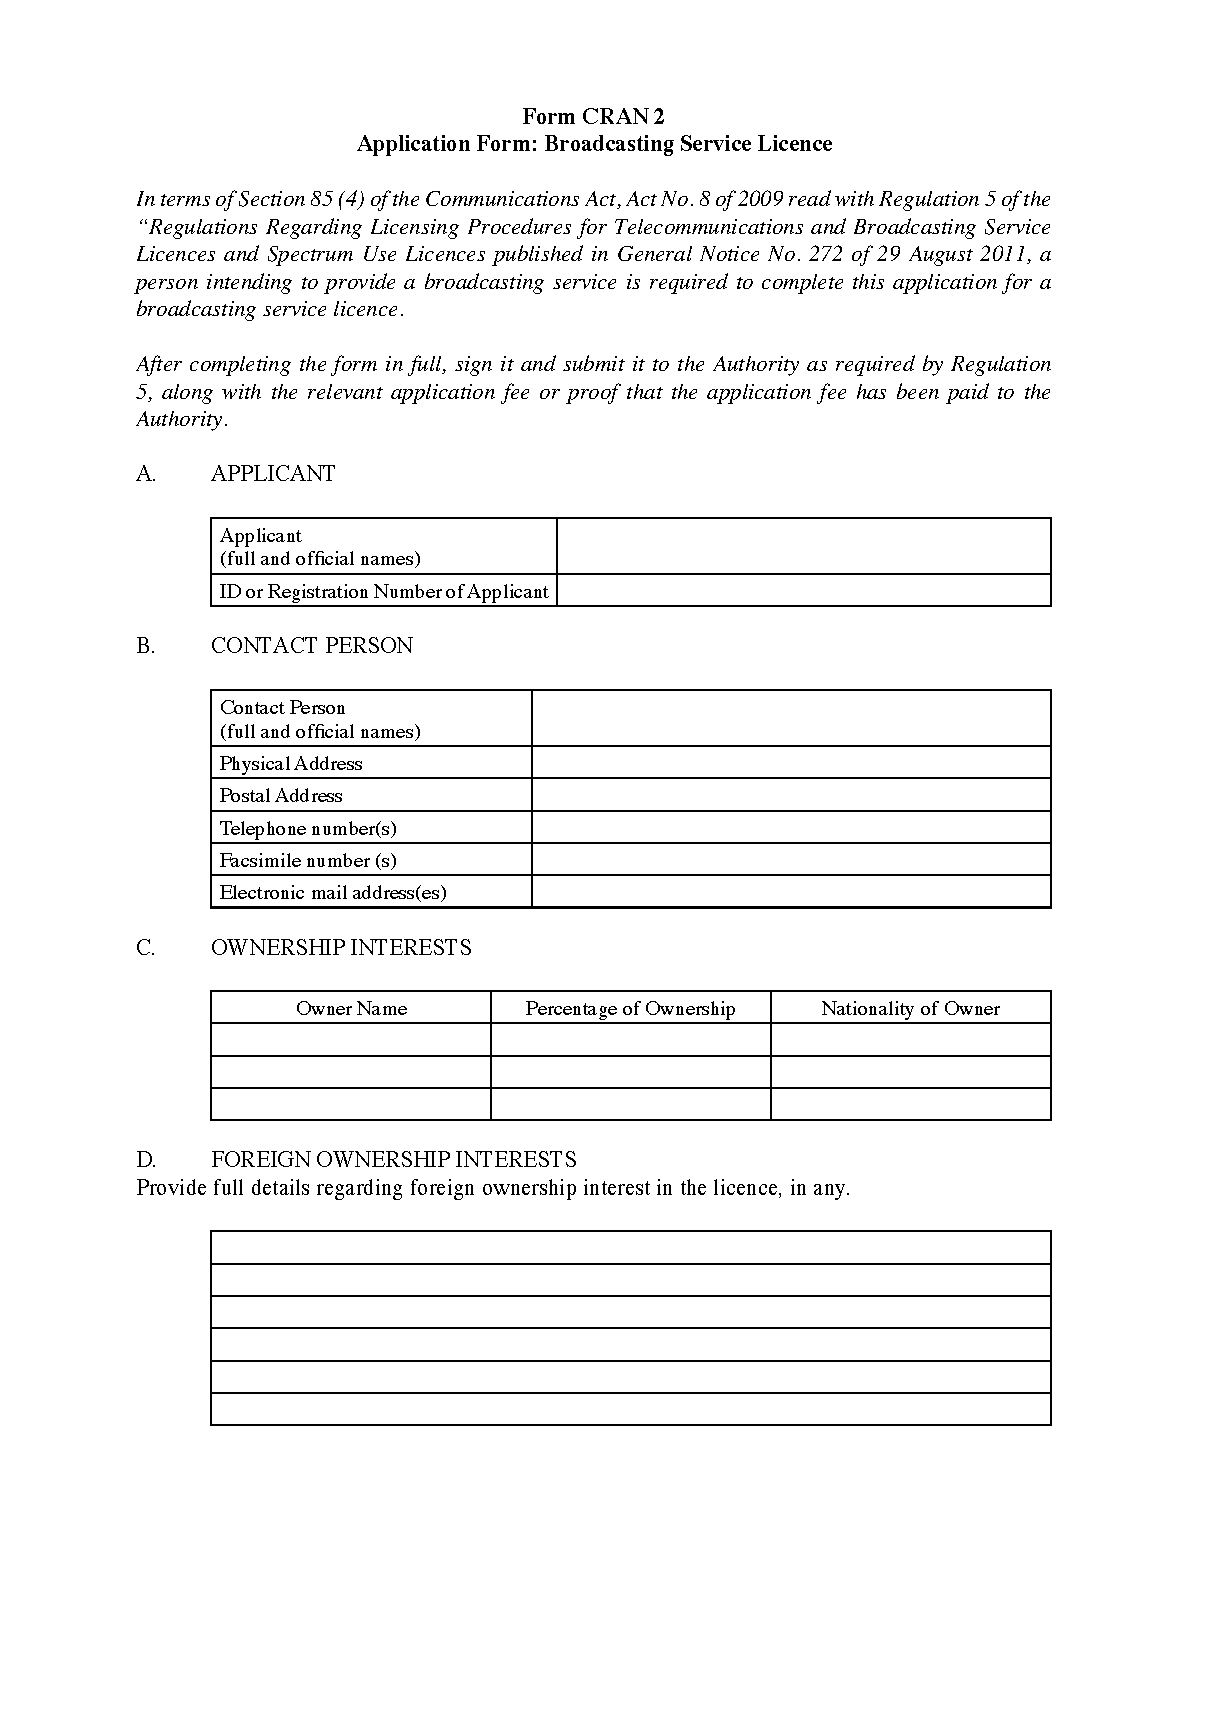 Form CRAN 2
Application Form: Broadcasting Service Licence
In terms of Section 85 (4) of the Communications Act, Act No. 8 of 2009 read with Regulation 5 of the
“Regulations Regarding Licensing Procedures for Telecommunications and Broadcasting Service
Licences and Spectrum Use Licences published in General Notice No. 272 of 29 August 2011, a
person intending to provide a broadcasting service is required to complete this application for a
broadcasting service licence.
After completing the form in full, sign it and submit it to the Authority as required by Regulation
5, along with the relevant application fee or proof that the application fee has been paid to the
Authority.
A. APPLICANT
Applicant
(full and official names)
ID or Registration Number of Applicant
B. CONTACT PERSON
Contact Person
(full and official names)
Physical Address
Postal Address
Telephone number(s)
Facsimile number (s)
Electronic mail address(es)
C. OWNERSHIP INTERESTS
Owner Name Percentage of Ownership Nationality of Owner
D. FOREIGN OWNERSHIP INTERESTS
Provide full details regarding foreign ownership interest in the licence, in any.